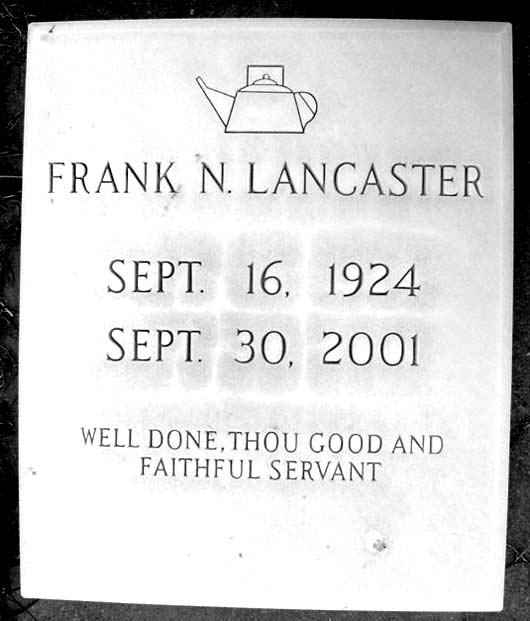 FRANK N. LANCASTER
SEPT. 16, 1924
SEPT. 30, 2001
WELL DONE, THOU GOOD AND
FAITHFUL SERVANT